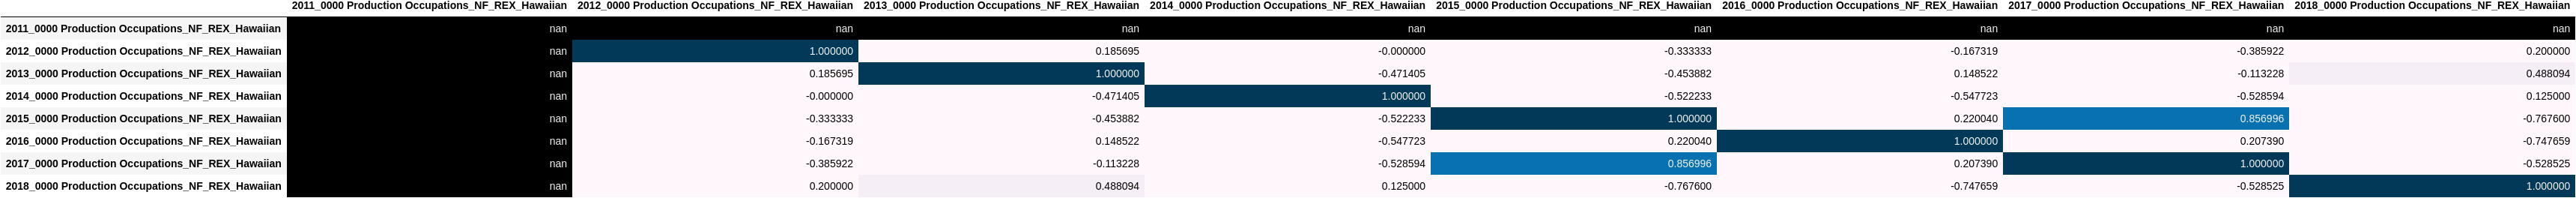 2011_0000 Production Occupations_NF_REX_Hawaiian 2012_0000 Production Occupations_NF_REX_Hawaiian 2013_0000 Production Occupations_NF_REX_Hawaiian 2014_0000 Production Occupations_NF_REX_Hawaiian 2015_0000 Production Occupations_NF_REX_Hawaiian 2016_0000 Production Occupations_NF_REX_Hawaiian 2017_0000 Production Occupations_NF_REX_Hawaiian 2018_0000 Production Occupations_NF_REX_Hawaiian
2011_0000 Production Occupations_NF_REX_Hawaiian nan nan nan nan nan nan nan nan
2012_0000 Production Occupations_NF_REX_Hawaiian nan 1.000000 0.185695 -0.000000 -0.333333 -0.167319 -0.385922 0.200000
2013_0000 Production Occupations_NF_REX_Hawaiian nan 0.185695 1.000000 -0.471405 -0.453882 0.148522 -0.113228 0.488094
2014_0000 Production Occupations_NF_REX_Hawaiian nan -0.000000 -0.471405 1.000000 -0.522233 -0.547723 -0.528594 0.125000
2015_0000 Production Occupations_NF_REX_Hawaiian nan -0.333333 -0.453882 -0.522233 1.000000 0.220040 0.856996 -0.767600
2016_0000 Production Occupations_NF_REX_Hawaiian nan -0.167319 0.148522 -0.547723 0.220040 1.000000 0.207390 -0.747659
2017_0000 Production Occupations_NF_REX_Hawaiian nan -0.385922 -0.113228 -0.528594 0.856996 0.207390 1.000000 -0.528525
2018_0000 Production Occupations_NF_REX_Hawaiian nan 0.200000 0.488094 0.125000 -0.767600 -0.747659 -0.528525 1.000000